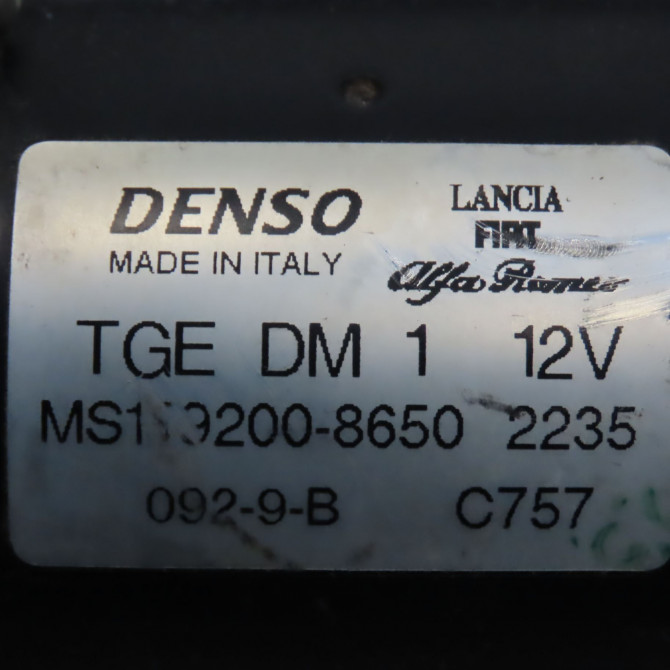 DENSO
MADE IN ITALY
LANCIA
FIAT
Alfa Romeo
TGE DM 1 12V
2235
092-9-B C757